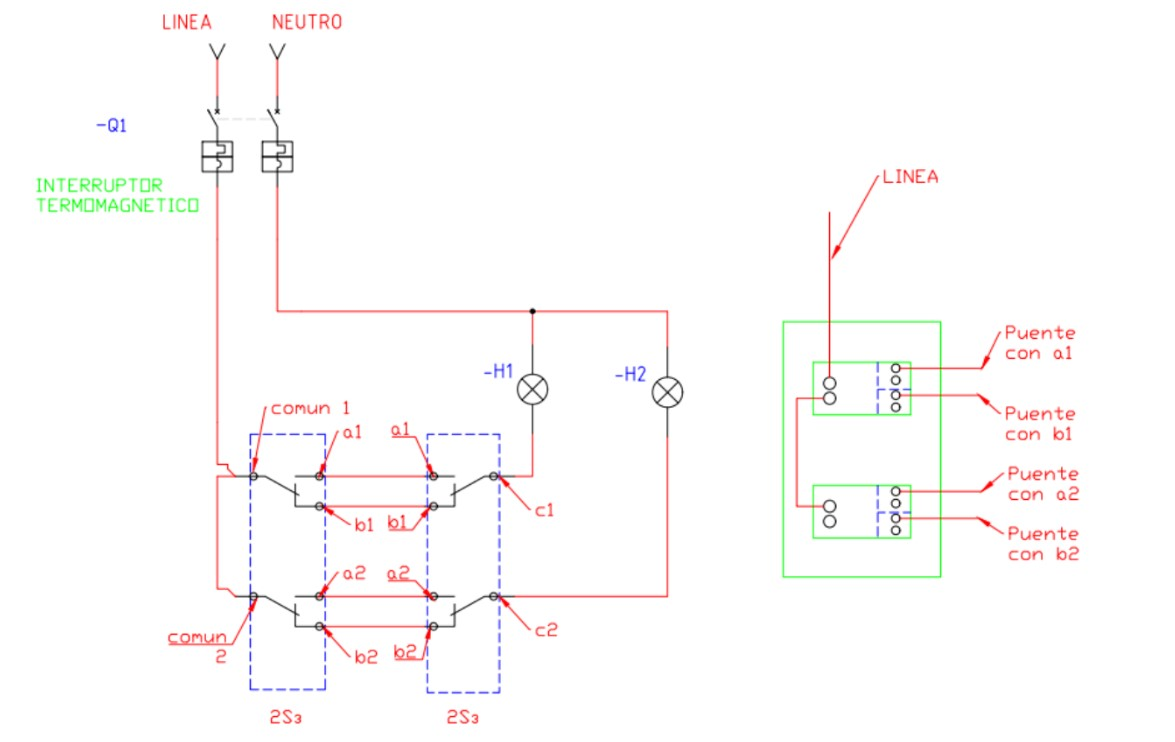 LINEA
NEUTRO
-Q1
INTERRUPTOR
TERMOMAGNETICO
LINEA
Puente
con a1
-H1
-H2
comun 1
a1
a1
Puente
con b1
Puente
con a2
b1
b1
c1
Puente
con b2
a2
a2
comun
2
b2
b2
c2
2S₃
2S₃